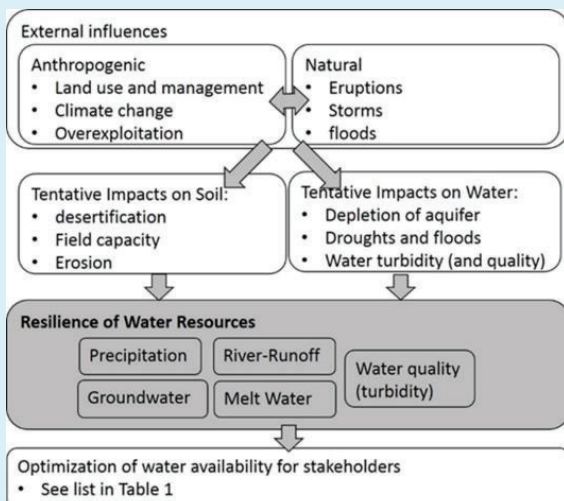 External influences
Anthropogenic
• Land use and management
• Climate change
• Overexploitation
Natural
• Eruptions
• Storms
• floods
Tentative Impacts on Soil:
• desertification
• Field capacity
• Erosion
Tentative Impacts on Water:
• Depletion of aquifer
• Droughts and floods
• Water turbidity (and quality)
Resilience of Water Resources
Precipitation
River-Runoff
Groundwater
Melt Water
Water quality
(turbidity)
Optimization of water availability for stakeholders
• See list in Table 1